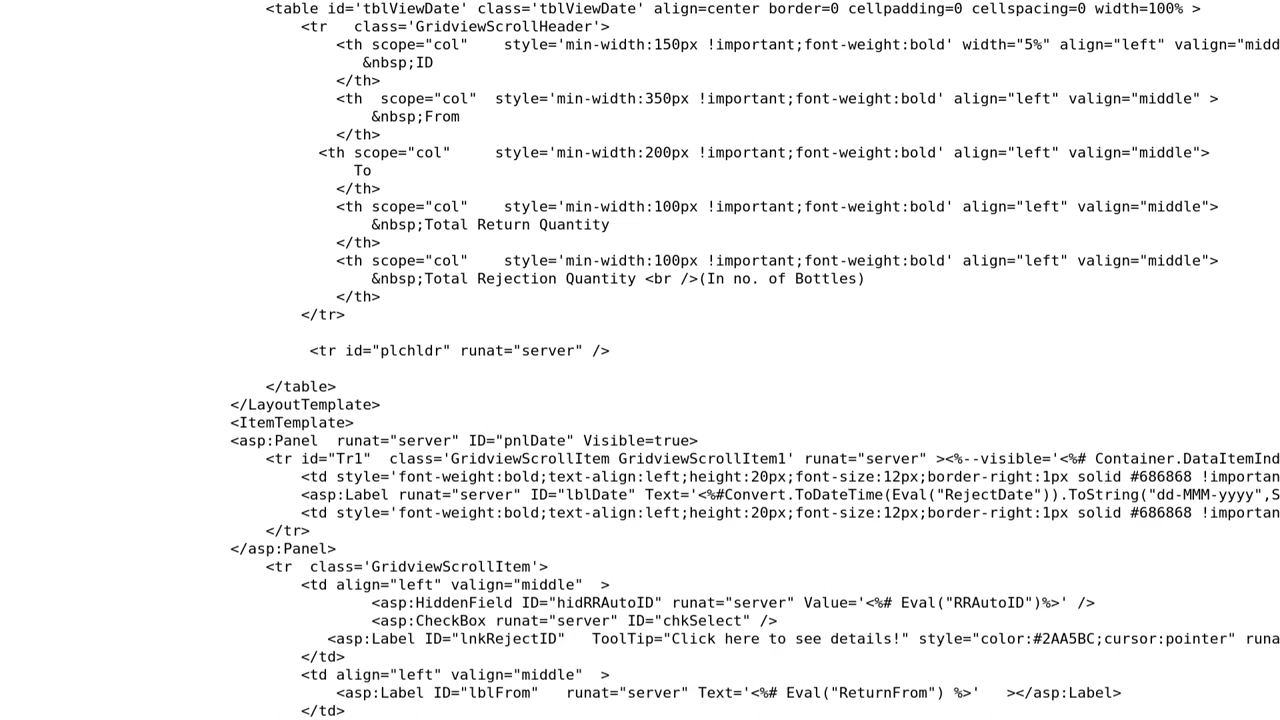 <table id='tblViewDate' class='tblViewDate' align=center border=0 cellpadding=0 cellspacing=0 width=100% >
<tr   class='GridviewScrollHeader'>
<th scope="col"    style='min-width:150px !important;font-weight:bold' width="5%" align="left" valign="midd
&nbsp;ID
</th>
<th  scope="col"  style='min-width:350px !important;font-weight:bold' align="left" valign="middle" >
&nbsp;From
</th>
<th scope="col"     style='min-width:200px !important;font-weight:bold' align="left" valign="middle">
To
</th>
<th scope="col"    style='min-width:100px !important;font-weight:bold' align="left" valign="middle">
&nbsp;Total Return Quantity
</th>
<th scope="col"    style='min-width:100px !important;font-weight:bold' align="left" valign="middle">
&nbsp;Total Rejection Quantity <br />(In no. of Bottles)
</th>
</tr>
<tr id="plchldr" runat="server" />
</table>
</LayoutTemplate>
<ItemTemplate>
<asp:Panel  runat="server" ID="pnlDate" Visible=true>
<tr id="Tr1"  class='GridviewScrollItem GridviewScrollItem1' runat="server" ><%--visible='<%# Container.DataItemInd
<td style='font-weight:bold;text-align:left;height:20px;font-size:12px;border-right:1px solid #686868 !importan
<asp:Label runat="server" ID="lblDate" Text='<%#Convert.ToDateTime(Eval("RejectDate")).ToString("dd-MMM-yyyy",S
<td style='font-weight:bold;text-align:left;height:20px;font-size:12px;border-right:1px solid #686868 !importan
</tr>
</asp:Panel>
<tr  class='GridviewScrollItem'>
<td align="left" valign="middle"  >
<asp:HiddenField ID="hidRRAutoID" runat="server" Value='<%# Eval("RRAutoID")%>' />
<asp:CheckBox runat="server" ID="chkSelect" />
<asp:Label ID="lnkRejectID"   ToolTip="Click here to see details!" style="color:#2AA5BC;cursor:pointer" runa
</td>
<td align="left" valign="middle"  >
<asp:Label ID="lblFrom"   runat="server" Text='<%# Eval("ReturnFrom") %>'   ></asp:Label>
</td>